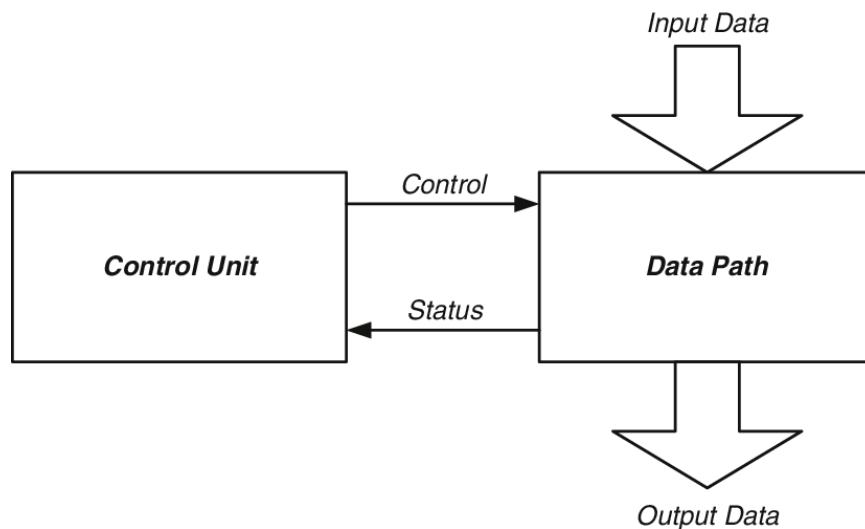 Input Data
Control
Control Unit
Data Path
Status
Output Data